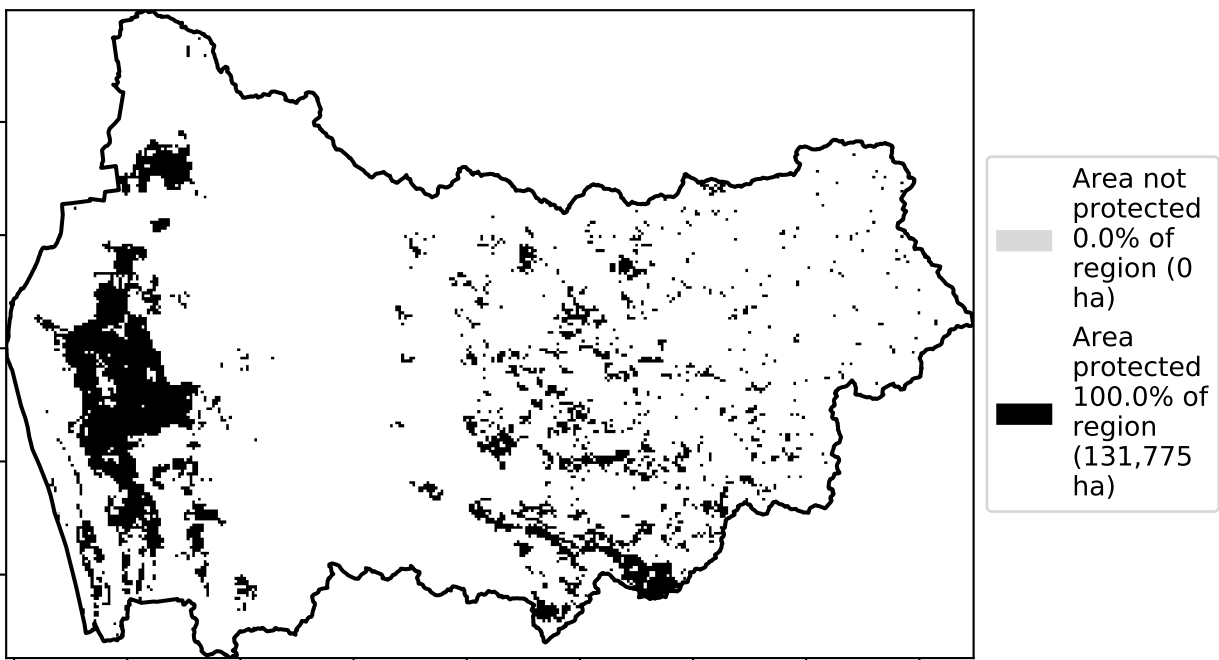 Area not
protected
0.0% of
region (0
ha)
Area
protected
100.0% of
region
(131,775
ha)